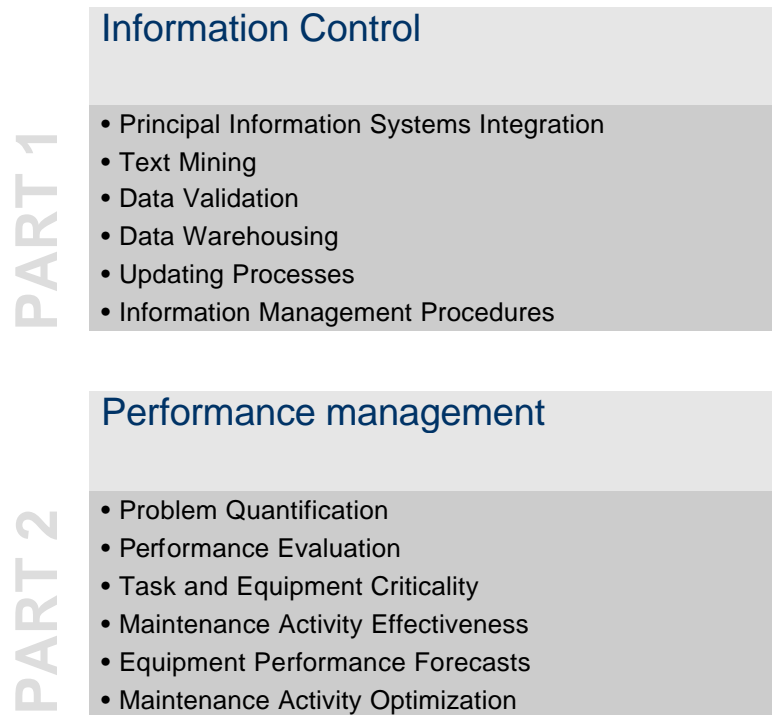 Information Control
PART 1
• Principal Information Systems Integration
• Text Mining
• Data Validation
• Data Warehousing
• Updating Processes
• Information Management Procedures
Performance management
PART 2
• Problem Quantification
• Performance Evaluation
• Task and Equipment Criticality
• Maintenance Activity Effectiveness
• Equipment Performance Forecasts
• Maintenance Activity Optimization